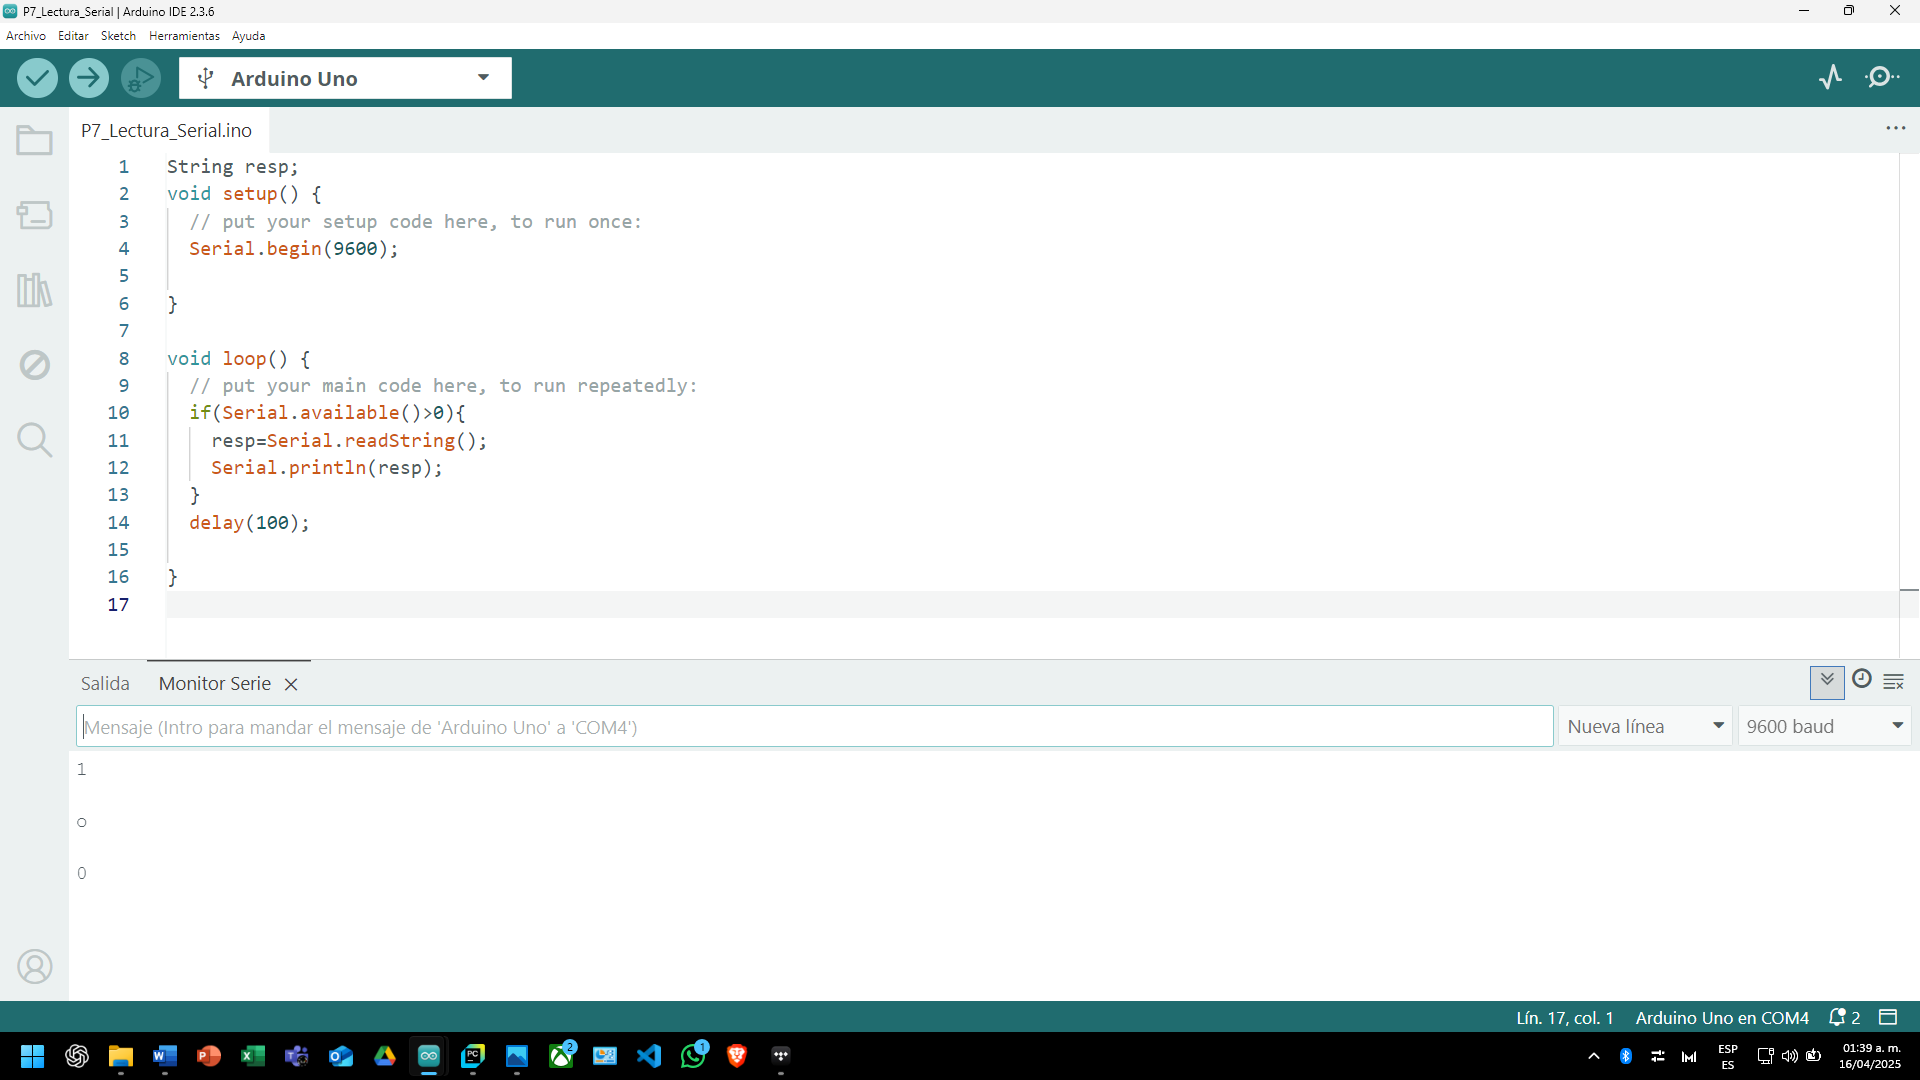 P7_Lectura_Serial | Arduino IDE 2.3.6
Archivo Editar Sketch Herramientas Ayuda
Arduino Uno
P7_Lectura_Serial.ino
1 String resp;
2 void setup() {
3 // put your setup code here, to run once:
4 Serial.begin(9600);
5
6 }
7
8 void loop() {
9 // put your main code here, to run repeatedly:
10 if(Serial.available()>0){
11 resp=Serial.readString();
12 Serial.println(resp);
13 }
14 delay(100);
15
16 }
17
Salida Monitor Serie
Mensaje (Intro para mandar el mensaje de 'Arduino Uno' a 'COM4') Nueva línea 9600 baud
1
o
0
Lín. 17, col. 1 Arduino Uno en COM4 2
2 1
ESP 01:39 a. m.
ES 16/04/2025